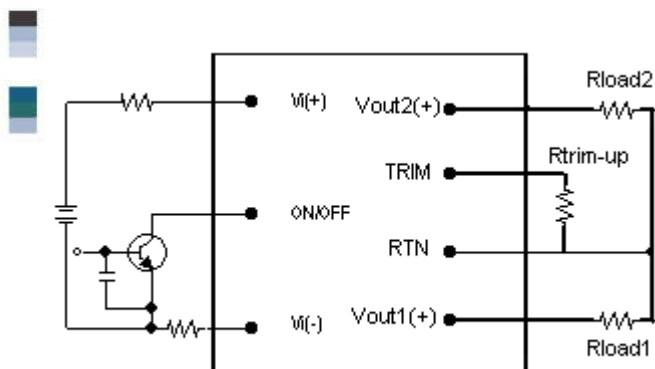 Rload2
Vi(+)
Vout2(+)
Rtrim-up
TRIM
ON/OFF
RTN
Vi(-)
Vout1(+)
Rload1